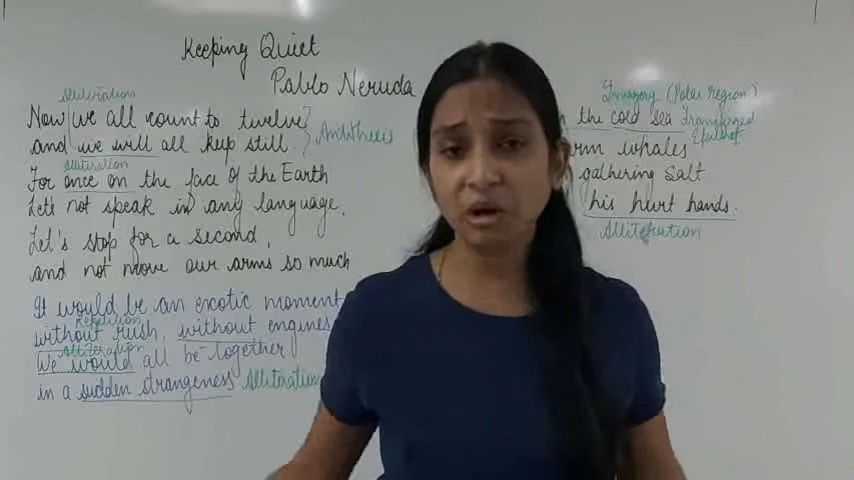 Keeping Quiet
Pablo Neruda
Alliteration
Now we all count to twelve
and we will all keep still.
Antithesis
Alliteration
For once on the face of the Earth
Let's not speak in any language,
Let's stop for a second,
and not move our arms so much
It would be an exotic moment
Repetition
without rush, without engines
Alliteration
We would all be together
in a sudden strangeness Alliteration
Imagery (Polar region)
in the cold sea Transferred
Epithet
rm whales
gathering salt
his hurt hands.
Alliteration